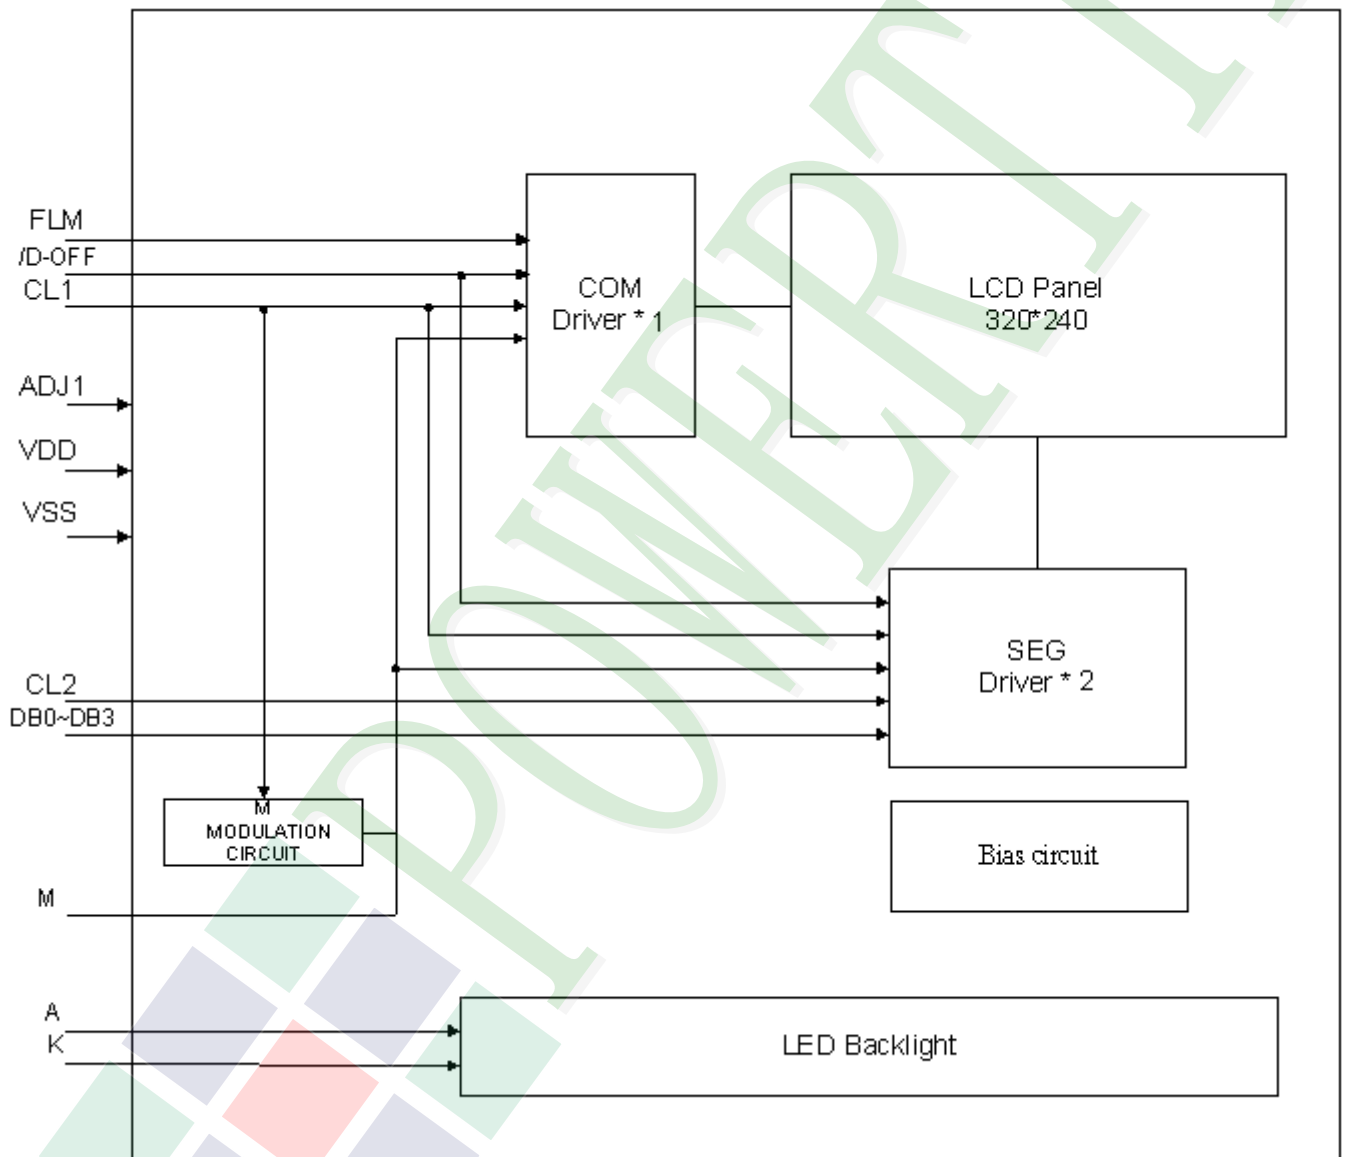 FLM
/D-OFF
CL1
COM
Driver * 1
LCD Panel
320*240
ADJ1
VDD
VSS
SEG
Driver * 2
CL2
DB0~DB3
M
MODULATION
CIRCUIT
Bias circuit
M
A
K
LED Backlight
POWERTI